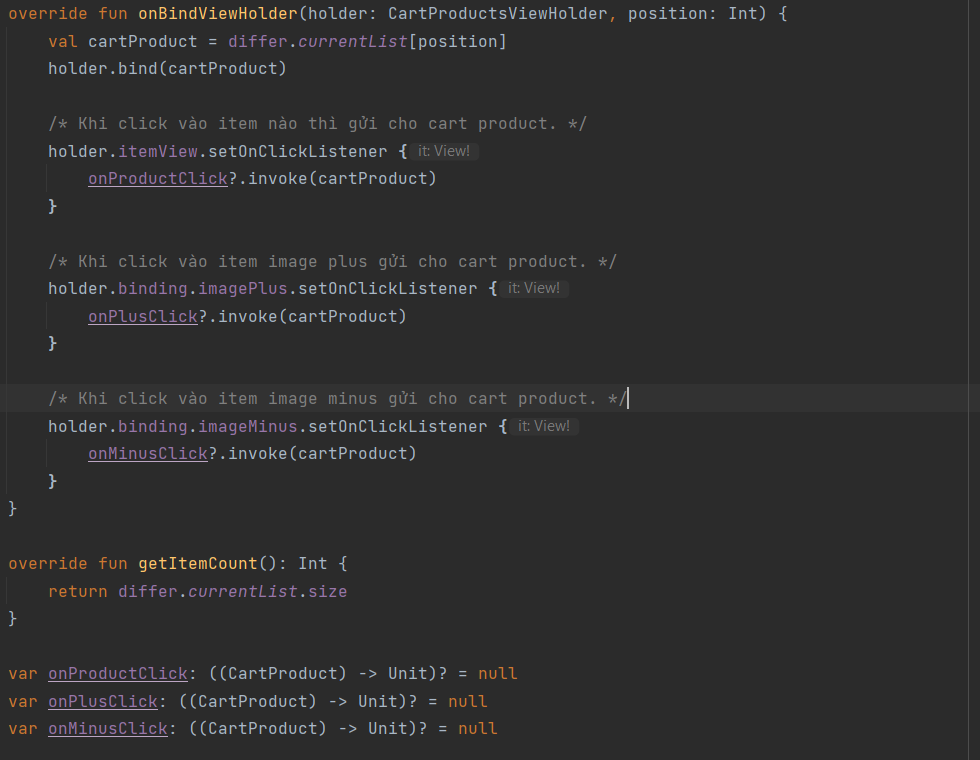 override fun onBindViewHolder(holder: CartProductsViewHolder, position: Int) {
    val cartProduct = differ.currentList[position]
    holder.bind(cartProduct)

    /* Khi click vào item nào thì gửi cho cart product. */
    holder.itemView.setOnClickListener { it: View!
        onProductClick?.invoke(cartProduct)
    }

    /* Khi click vào item image plus gửi cho cart product. */
    holder.binding.imagePlus.setOnClickListener { it: View!
        onPlusClick?.invoke(cartProduct)
    }

    /* Khi click vào item image minus gửi cho cart product. */
    holder.binding.imageMinus.setOnClickListener { it: View!
        onMinusClick?.invoke(cartProduct)
    }
}

override fun getItemCount(): Int {
    return differ.currentList.size
}

var onProductClick: ((CartProduct) -> Unit)? = null
var onPlusClick: ((CartProduct) -> Unit)? = null
var onMinusClick: ((CartProduct) -> Unit)? = null